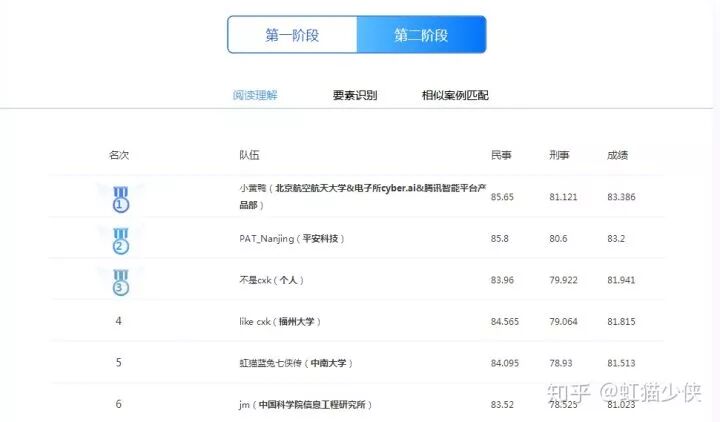 第一阶段 第二阶段
阅读理解 要素识别 相似案例匹配
名次 队伍 民事 刑事 成绩
1 小黄鸭（北京航空航天大学&电子所cyber.ai&腾讯智能平台产 85.65 81.121 83.386
品部）
2 PAT_Nanjing（平安科技） 85.8 80.6 83.2
3 不是cxk（个人） 83.96 79.922 81.941
4 like cxk（福州大学） 84.565 79.064 81.815
5 虹猫蓝兔七侠传（中南大学） 84.095 78.93 81.513
6 jm（中国科学院信息工程研究所） 83.52 78.525 81.023
知乎 @虹猫少侠